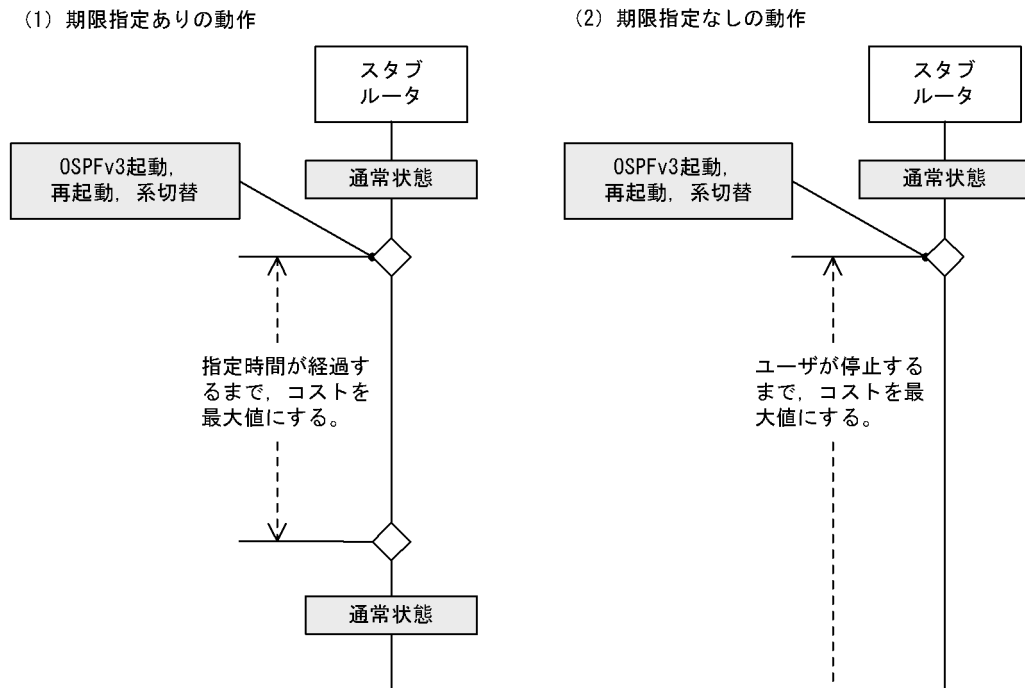 (1) 期限指定ありの動作
スタブ
ルータ
OSPFv3起動,
再起動, 系切替
通常状態
指定時間が経過す
るまで, コストを
最大値にする。
通常状態
(2) 期限指定なしの動作
スタブ
ルータ
OSPFv3起動,
再起動, 系切替
通常状態
ユーザが停止する
まで, コストを最
大値にする。